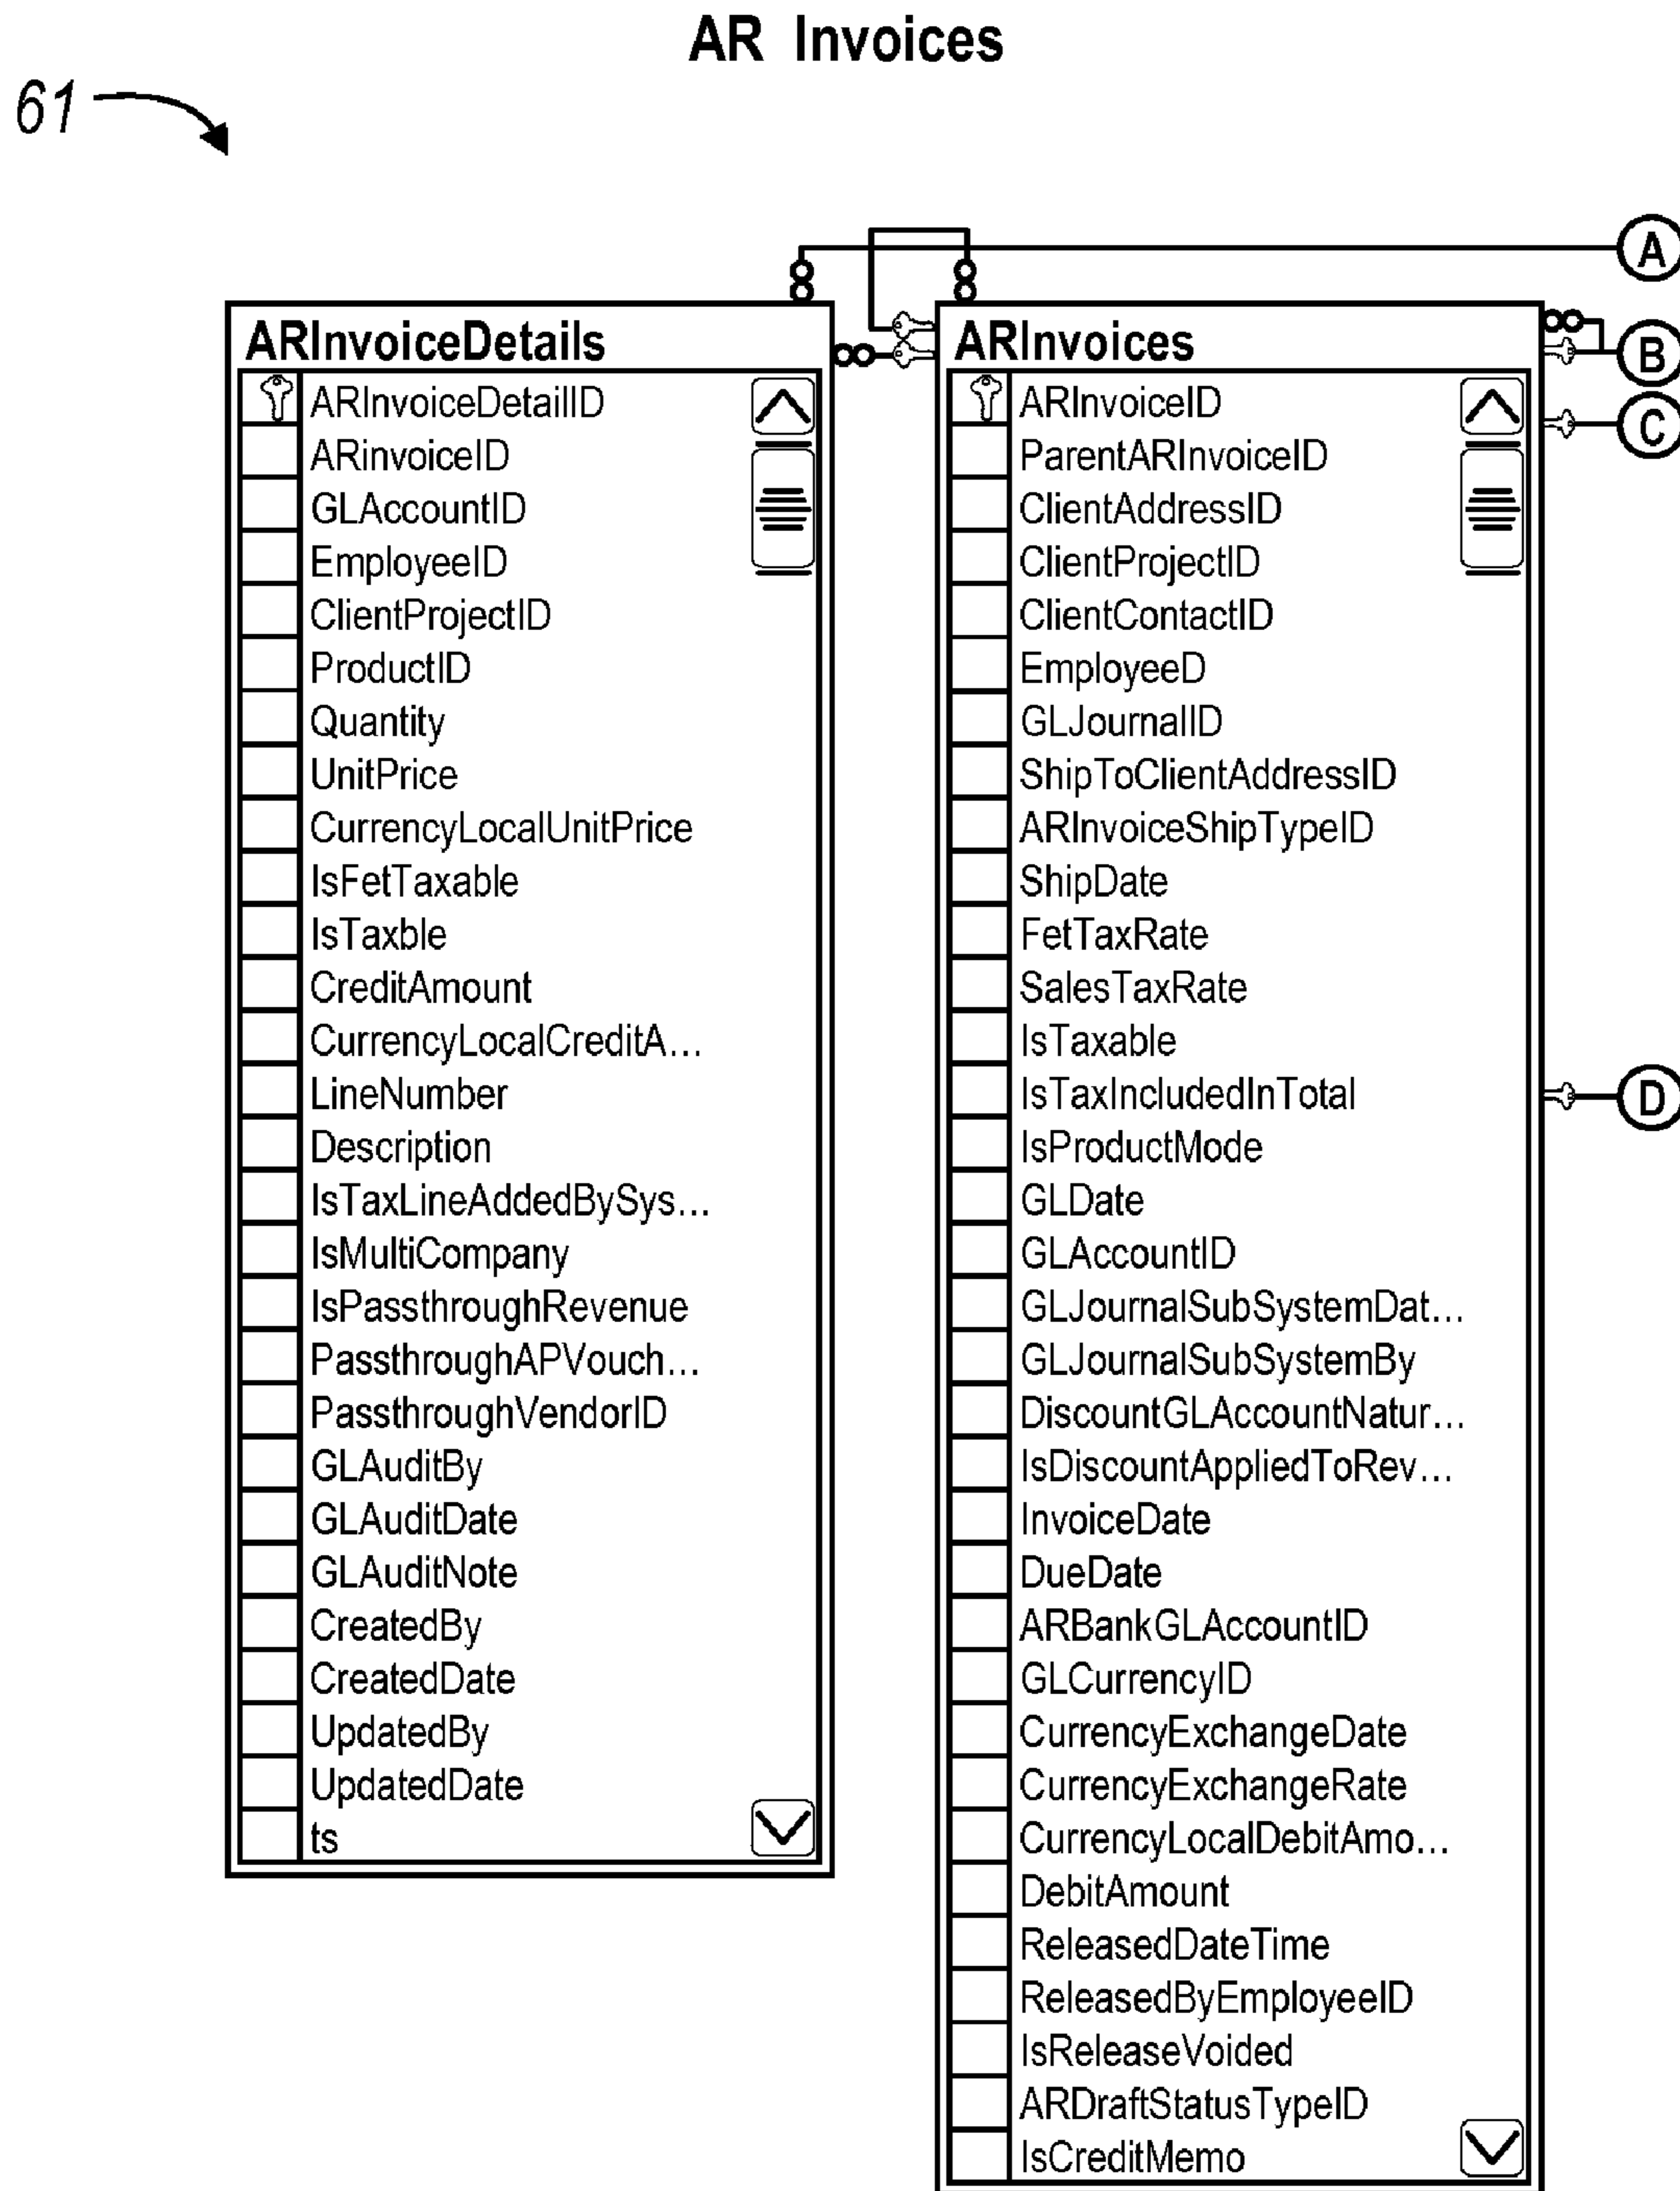 AR Invoices
61
A
ARInvoiceDetails
ARInvoiceDetailID
ARinvoiceID
GLAccountID
EmployeeID
ClientProjectID
ProductID
Quantity
UnitPrice
CurrencyLocalUnitPrice
IsFetTaxable
IsTaxble
CreditAmount
CurrencyLocalCreditA...
LineNumber
Description
IsTaxLineAddedBySys...
IsMultiCompany
IsPassthroughRevenue
PassthroughAPVouch...
PassthroughVendorID
GLAuditBy
GLAuditDate
GLAuditNote
CreatedBy
CreatedDate
UpdatedBy
UpdatedDate
ts
ARInvoices
ARInvoiceID
ParentARInvoiceID
ClientAddressID
ClientProjectID
ClientContactID
EmployeeD
GLJournalID
ShipToClientAddressID
ARInvoiceShipTypeID
ShipDate
FetTaxRate
SalesTaxRate
IsTaxable
IsTaxIncludedInTotal
IsProductMode
GLDate
GLAccountID
GLJournalSubSystemDat...
GLJournalSubSystemBy
DiscountGLAccountNatur...
IsDiscountAppliedToRev...
InvoiceDate
DueDate
ARBankGLAccountID
GLCurrencyID
CurrencyExchangeDate
CurrencyExchangeRate
CurrencyLocalDebitAmo...
DebitAmount
ReleasedDateTime
ReleasedByEmployeeID
IsReleaseVoided
ARDraftStatusTypeID
IsCreditMemo
B
C
D